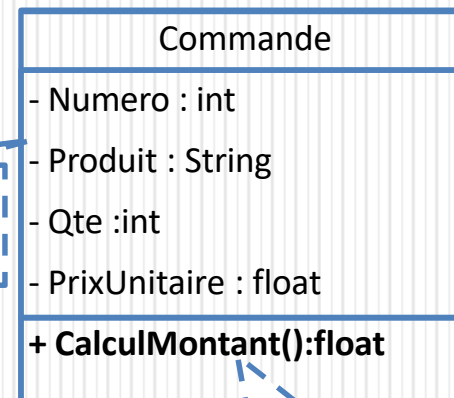 Commande
- Numero : int
- Produit : String
- Qte :int
- PrixUnitaire : float
+ CalculMontant():float